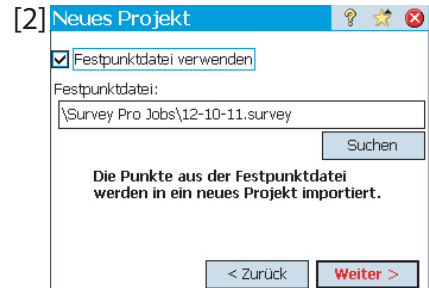 [2] Neues Projekt
Festpunktdatei verwenden
Festpunktdatei:
\Survey Pro Jobs\12-10-11.survey
Suchen
Die Punkte aus der Festpunktdatei
werden in ein neues Projekt importiert.
< Zurück Weiter >